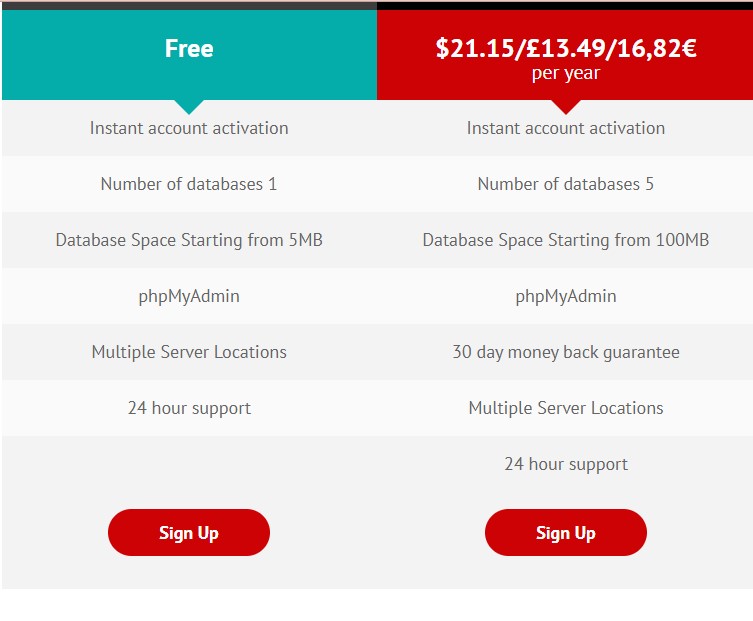 Free
Instant account activation
Number of databases 1
Database Space Starting from 5MB
phpMyAdmin
Multiple Server Locations
24 hour support
Sign Up
$21.15/£13.49/16,82€
per year
Instant account activation
Number of databases 5
Database Space Starting from 100MB
phpMyAdmin
30 day money back guarantee
Multiple Server Locations
24 hour support
Sign Up